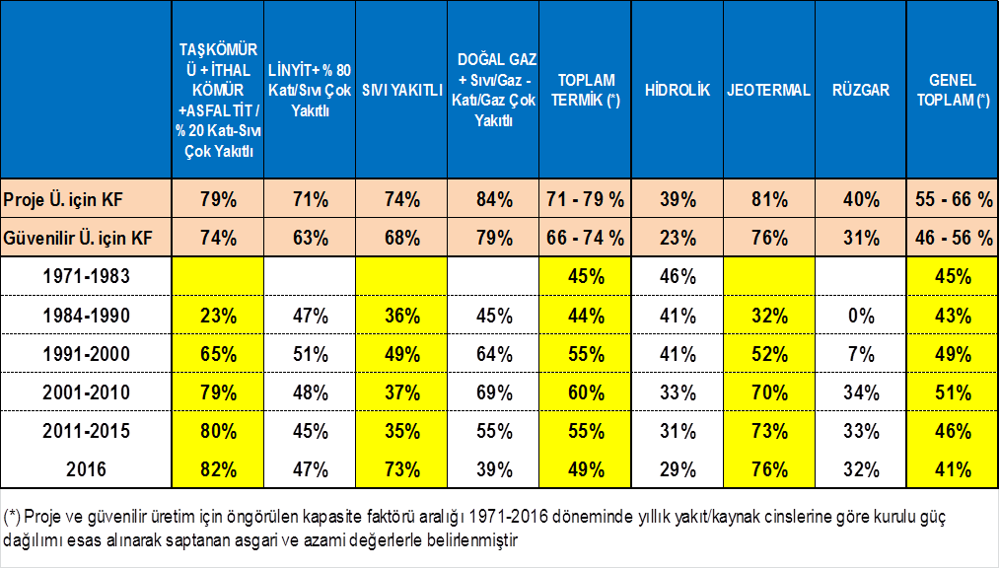 TAŞKÖMÜR
Ü + İTHAL
KÖMÜR
+ASFALTİT /
% 20 Katı-Sıvı
Çok Yakıtlı
LİNYİT+ % 80
Katı/Sıvı Çok
Yakıtlı
SIVI YAKITLI
DOĞAL GAZ
+ Sıvı/Gaz -
Katı/Gaz Çok
Yakıtlı
TOPLAM
TERMİK (*)
HİDROLİK
JEOTERMAL
RÜZGAR
GENEL
TOPLAM (*)
Proje Ü. için KF 79% 71% 74% 84% 71 - 79 % 39% 81% 40% 55 - 66 %
Güvenilir Ü. için KF 74% 63% 68% 79% 66 - 74 % 23% 76% 31% 46 - 56 %
1971-1983 45% 46% 45%
1984-1990 23% 47% 36% 45% 44% 41% 32% 0% 43%
1991-2000 65% 51% 49% 64% 55% 41% 52% 7% 49%
2001-2010 79% 48% 37% 69% 60% 33% 70% 34% 51%
2011-2015 80% 45% 35% 55% 55% 31% 73% 33% 46%
2016 82% 47% 73% 39% 49% 29% 76% 32% 41%
(*) Proje ve güvenilir üretim için öngörülen kapasite faktörü aralığı 1971-2016 döneminde yıllık yakıt/kaynak cinslerine göre kurulu güç
dağılımı esas alınarak saptanan asgari ve azami değerlerle belirlenmiştir